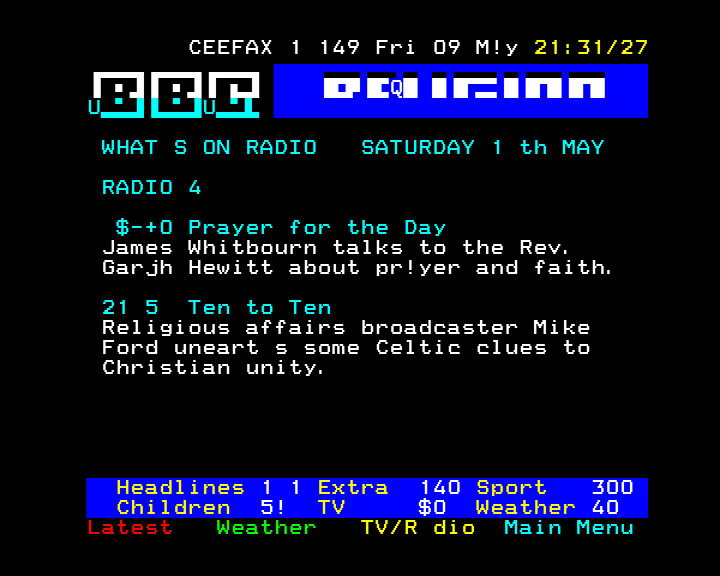 CEEFAX 1 149 Fri 09 M!y 21:31/27
BBC
WHAT S ON RADIO SATURDAY 1 th MAY
RADIO 4
$-+0 Prayer for the Day
James Whitbourn talks to the Rev.
Garjh Hewitt about pr!yer and faith.
21 5 Ten to Ten
Religious affairs broadcaster Mike
Ford uneart s some Celtic clues to
Christian unity.
Headlines 1 1 Extra 140 Sport 300
Children 5! TV $0 Weather 40
Latest Weather TV/R dio Main Menu